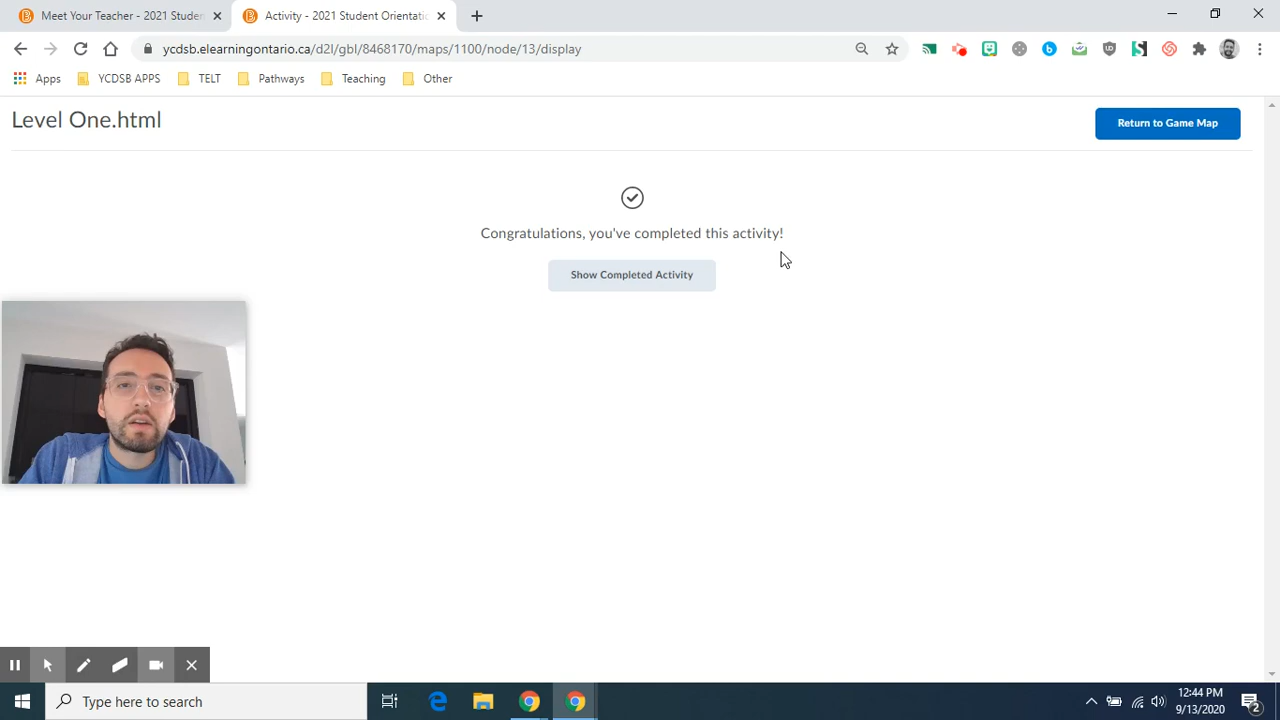 Meet Your Teacher - 2021 Studen
Activity - 2021 Student Orientatio
ycdsb.elearningontario.ca/d2l/gbl/8468170/maps/1100/node/13/display
Apps
YCDSB APPS
TELT
Pathways
Teaching
Other
Level One.html
Return to Game Map
Congratulations, you've completed this activity!
Show Completed Activity
Type here to search
12:44 PM
9/13/2020
2